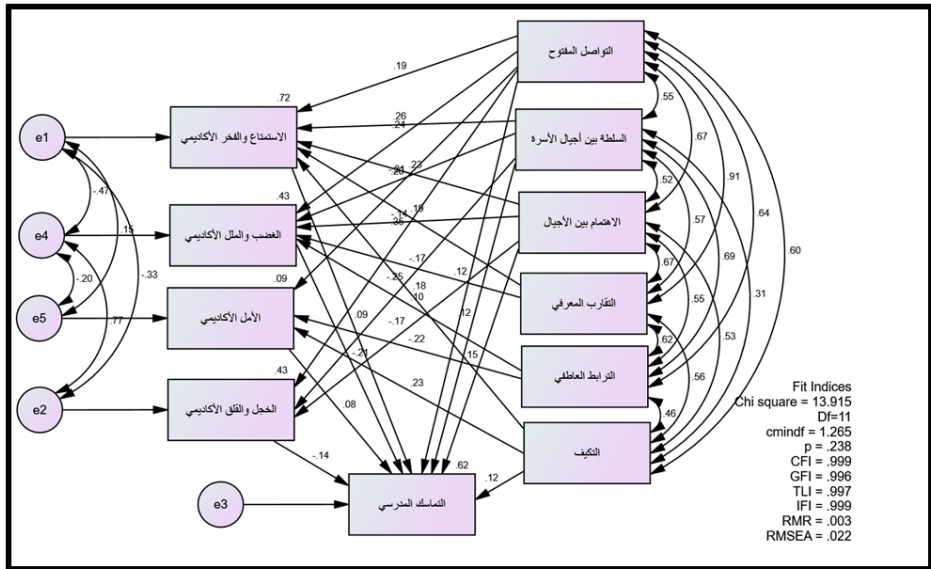 التواصل المفتوح
.19
.72
.55
.26
.24
e1
الاستمتاع والفخر الأكاديمي
السلطة بين أجيال الأسرة
.67
.23
.52
.91
-.47
.43
.64
.19
e4
.15
الغضب والملل الأكاديمي
.35
الاهتمام بين الأجيال
.57
.60
-.17
.12
.69
.67
-.20
-.33
.09
-.25
.18
.10
.55
.31
e5
الأمل الأكاديمي
التقارب المعرفي
.77
.09
-.17
.12
-.22
.62
.53
.43
.15
.56
e2
الخجل والقلق الأكاديمي
.08
.23
الترابط العاطفي
.46
-.14
.62
.12
التكيف
e3
التماسك المدرسي
Fit Indices
Chi square = 13.915
Df=11
cmindf = 1.265
p = .238
CFI = .999
GFI = .996
TLI = .997
IFI = .999
RMR = .003
RMSEA = .022